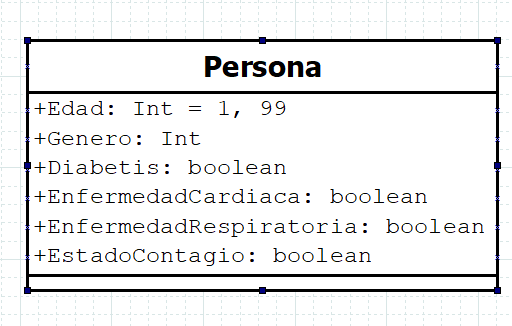 Persona
+Edad: Int = 1, 99
+Genero: Int
+Diabetis: boolean
+EnfermedadCardiaca: boolean
+EnfermedadRespiratoria: boolean
+EstadoContagio: boolean